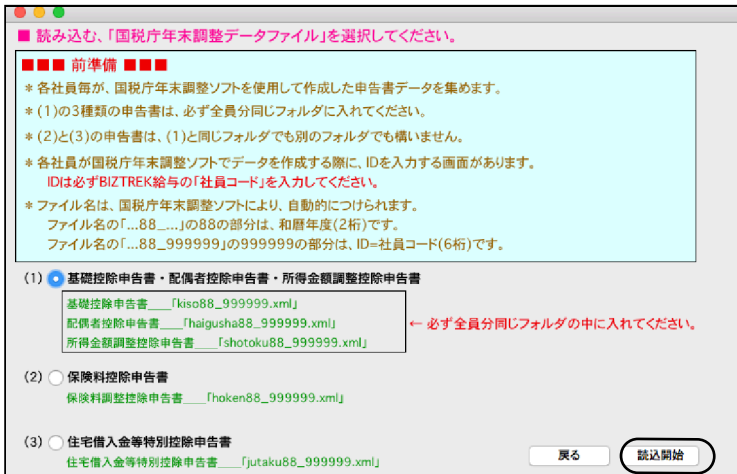 ■ 読み込む、「国税庁年末調整データファイル」を選択してください。
■■■ 前準備 ■■■
* 各社員毎が、国税庁年末調整ソフトを使用して作成した申告書データを集めます。
* (1)の3種類の申告書は、必ず全員分同じフォルダに入れてください。
* (2)と(3)の申告書は、(1)と同じフォルダでも別のフォルダでも構いません。
* 各社員が国税庁年末調整ソフトでデータを作成する際に、IDを入力する画面があります。
IDは必ずBIZTREK給与の「社員コード」を入力してください。
* ファイル名は、国税庁年末調整ソフトにより、自動的につけられます。
ファイル名の「...88_...」の88の部分は、和暦年度(2桁)です。
ファイル名の「...88_999999」の999999の部分は、ID=社員コード(6桁)です。
(1) 基礎控除申告書・配偶者控除申告書・所得金額調整控除申告書
基礎控除申告書____「kiso88_999999.xml」
配偶者控除申告書____「haigusha88_999999.xml」
所得金額調整控除申告書____「shotoku88_999999.xml」
← 必ず全員分同じフォルダの中に入れてください。
(2) 保険料控除申告書
保険料調整控除申告書____「hoken88_999999.xml」
(3) 住宅借入金等特別控除申告書
住宅借入金等特別控除申告書____「jutaku88_999999.xml」
戻る
読込開始